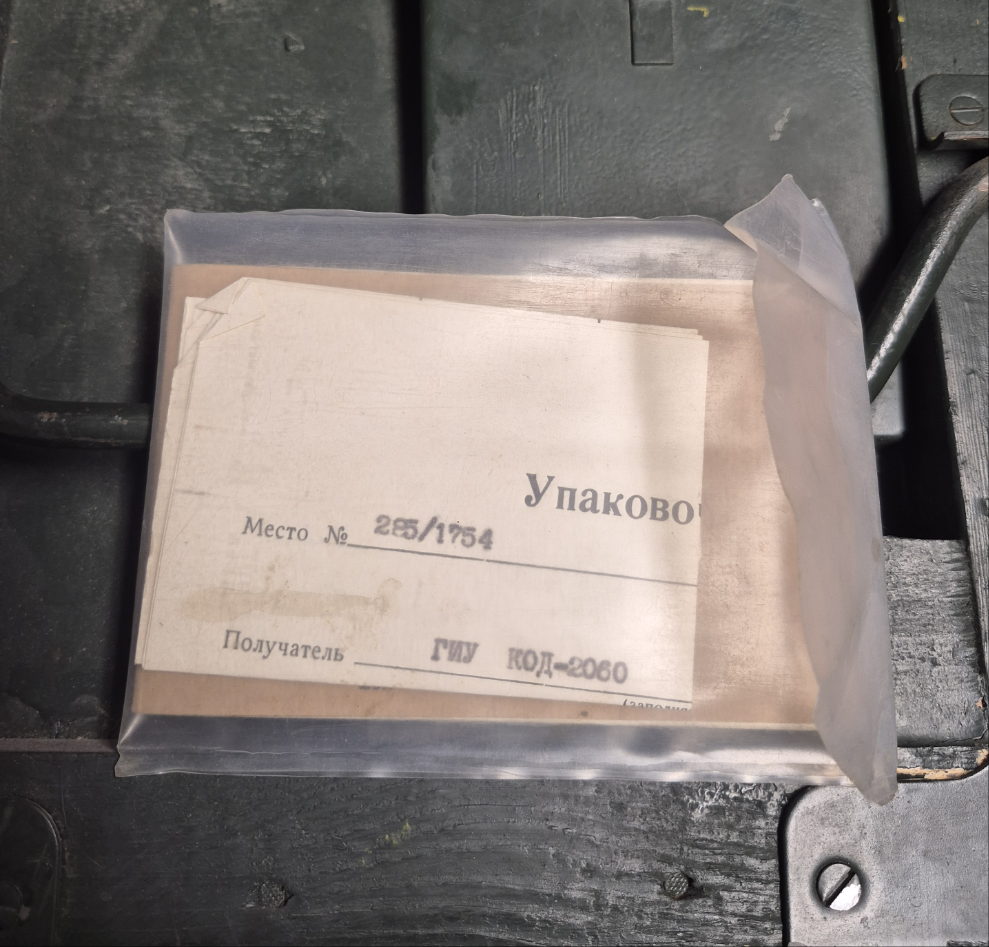 Упаково
Место № 285/1754
Получатель ГИУ КОД-2060